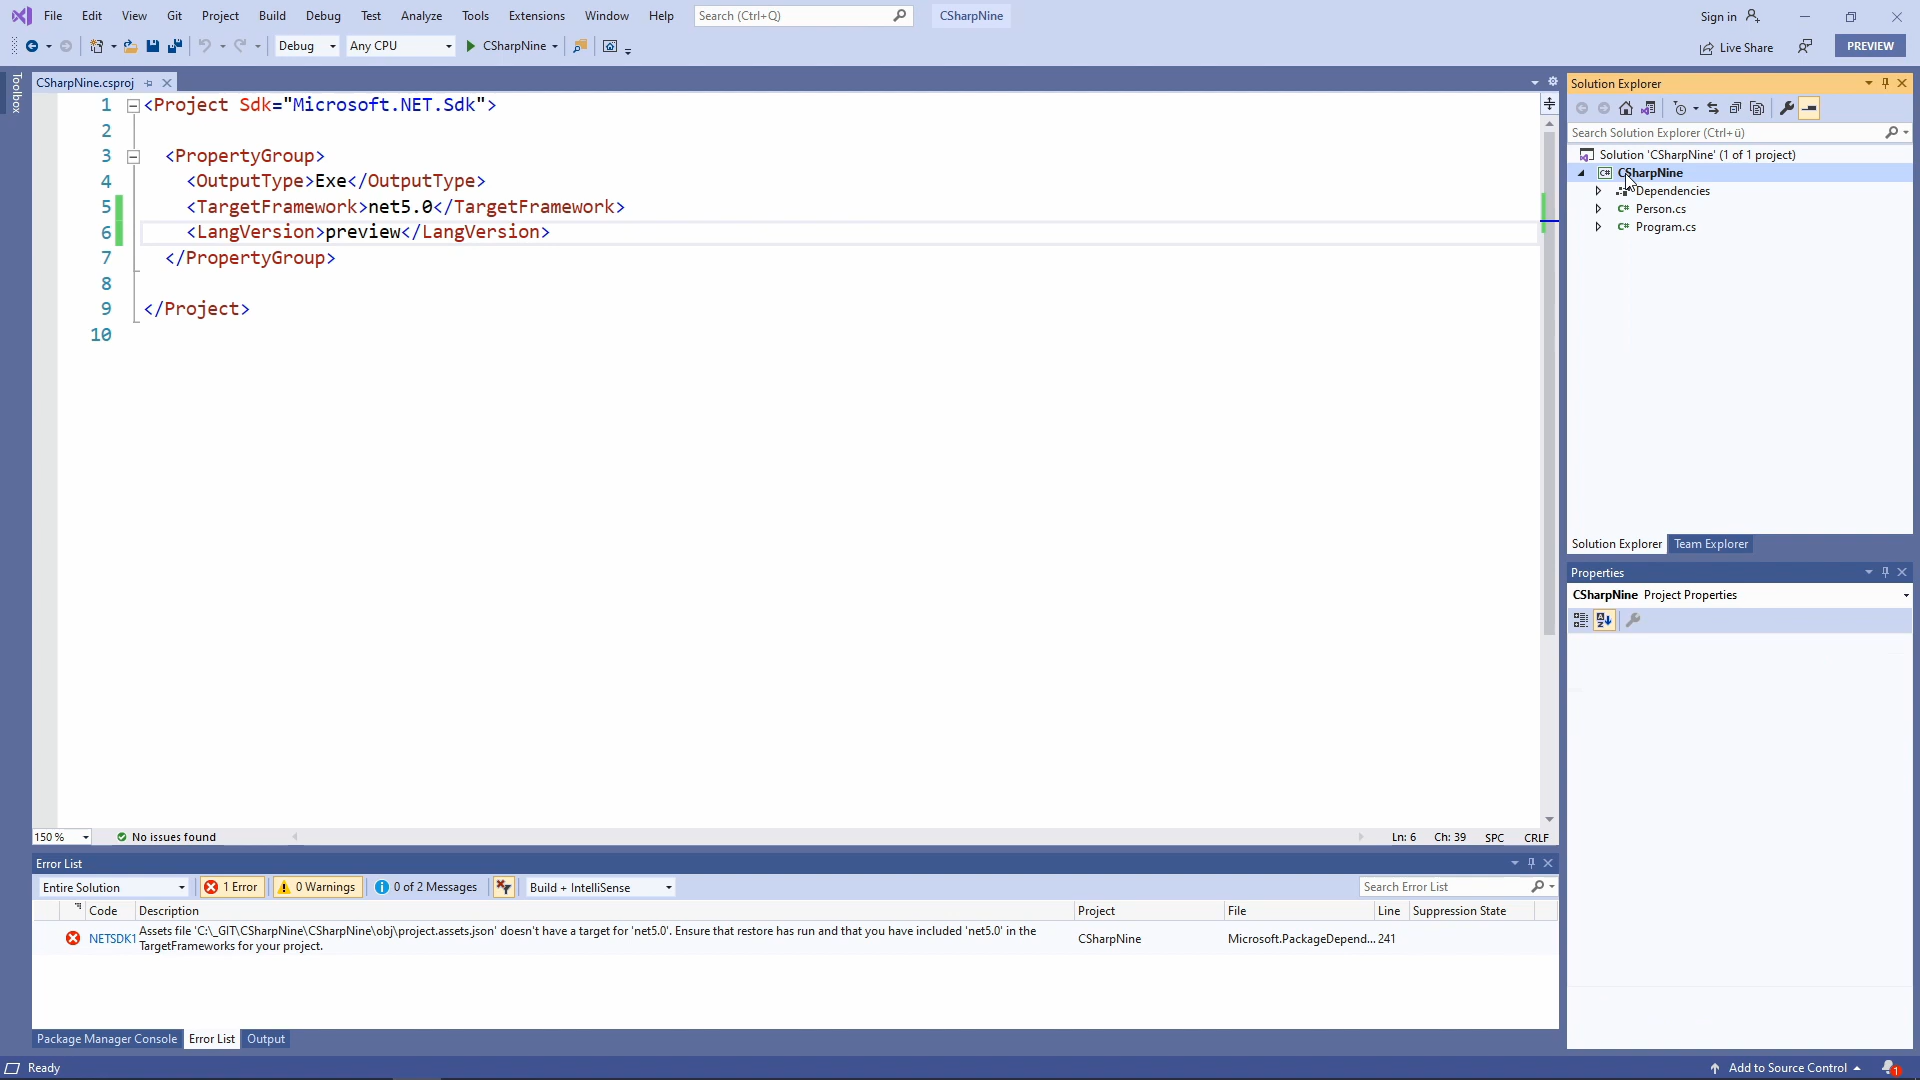 File Edit View Git Project Build Debug Test Analyze Tools Extensions Window Help Search (Ctrl+Q) CSharpNine Sign in
Debug Any CPU CSharpNine Live Share PREVIEW
Toolbox
CSharpNine.csproj
1 <Project Sdk="Microsoft.NET.Sdk">
2
3 <PropertyGroup>
4 <OutputType>Exe</OutputType>
5 <TargetFramework>net5.0</TargetFramework>
6 <LangVersion>preview</LangVersion>
7 </PropertyGroup>
8
9 </Project>
10
150 % No issues found Ln: 6 Ch: 39 SPC CRLF
Solution Explorer
Search Solution Explorer (Ctrl+ü)
Solution 'CSharpNine' (1 of 1 project)
C# CSharpNine
Dependencies
C# Person.cs
C# Program.cs
Solution Explorer Team Explorer
Properties
CSharpNine Project Properties
Error List
Entire Solution 1 Error 0 Warnings 0 of 2 Messages Build + IntelliSense Search Error List
Code Description Project File Line Suppression State
NETSDK1 Assets file 'C:\_GIT\CSharpNine\CSharpNine\obj\project.assets.json' doesn't have a target for 'net5.0'. Ensure that restore has run and that you have included 'net5.0' in the
TargetFrameworks for your project. CSharpNine Microsoft.PackageDepend... 241
Package Manager Console Error List Output
Ready Add to Source Control 1